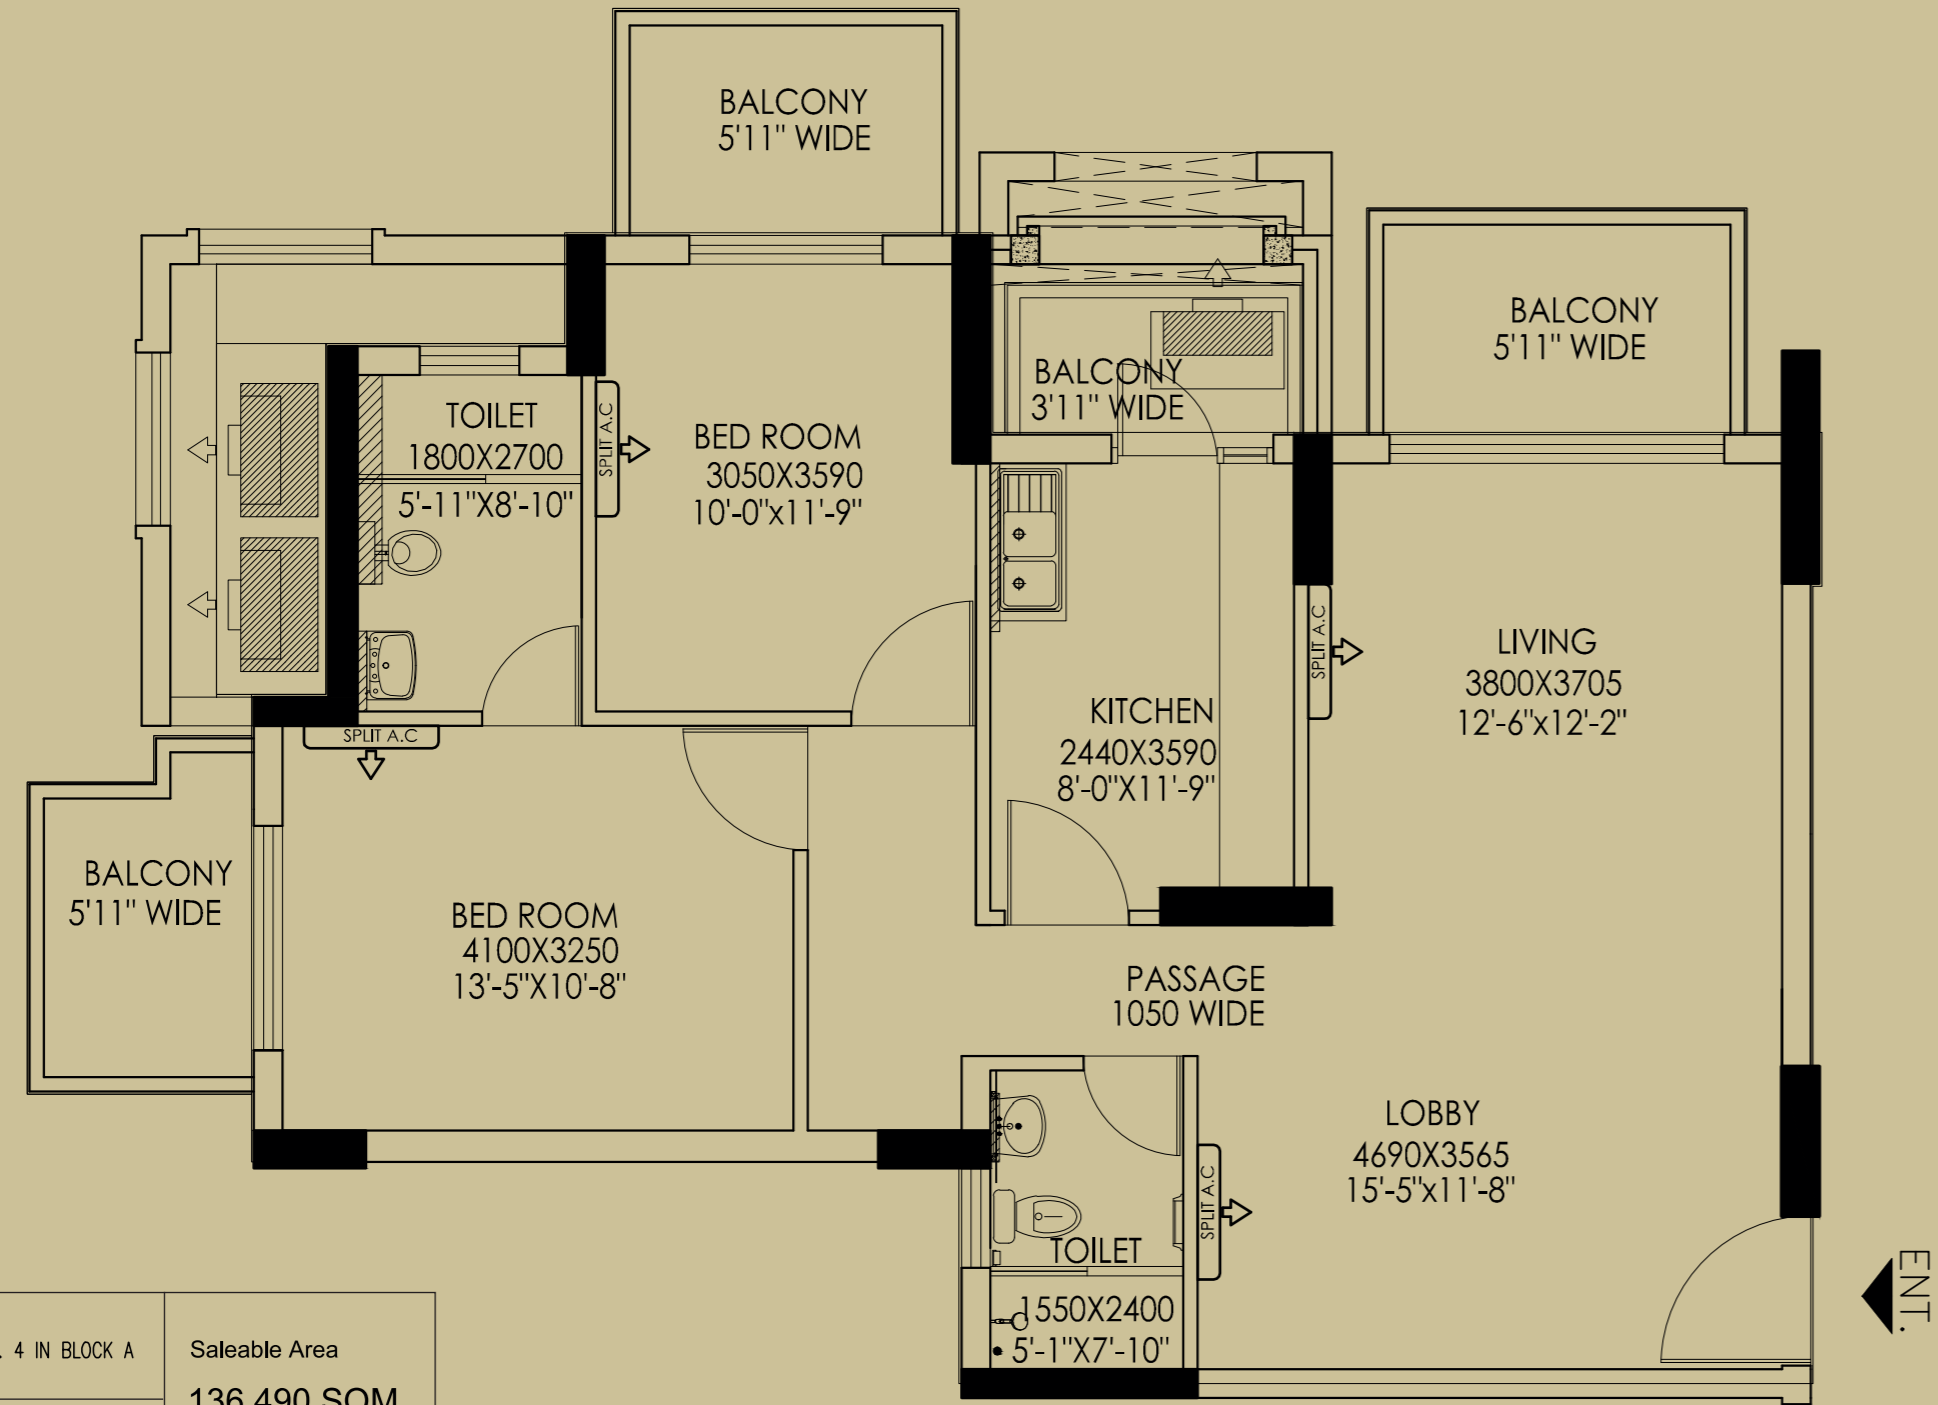 BALCONY
5'11" WIDE
BALCONY
5'11" WIDE
BALCONY
3'11" WIDE
TOILET
1800X2700
5'-11"X8'-10"
SPLIT A.C
BED ROOM
3050X3590
10'-0"x11'-9"
SPLIT A.C
LIVING
3800X3705
12'-6"x12'-2"
KITCHEN
2440X3590
8'-0"X11'-9"
SPLIT A.C
BALCONY
5'11" WIDE
BED ROOM
4100X3250
13'-5"X10'-8"
PASSAGE
1050 WIDE
LOBBY
4690X3565
15'-5"x11'-8"
SPLIT A.C
TOILET
1550X2400
5'-1"X7'-10"
ENT.
. 4 IN BLOCK A
Saleable Area
136.490 SQM